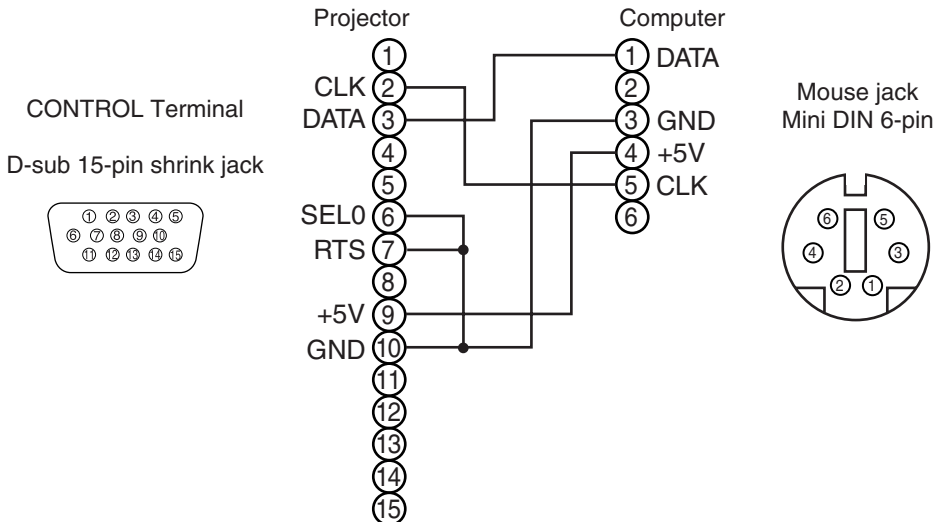 Projector
Computer
CONTROL Terminal
D-sub 15-pin shrink jack
1 2 3 4 5
6 7 8 9 10
11 12 13 14 15
1
CLK 2
DATA 3
4
5
SEL0 6
RTS 7
8
+5V 9
GND 10
11
12
13
14
15
1 DATA
2
3 GND
4 +5V
5 CLK
6
Mouse jack
Mini DIN 6-pin
6 5
4 3
2 1